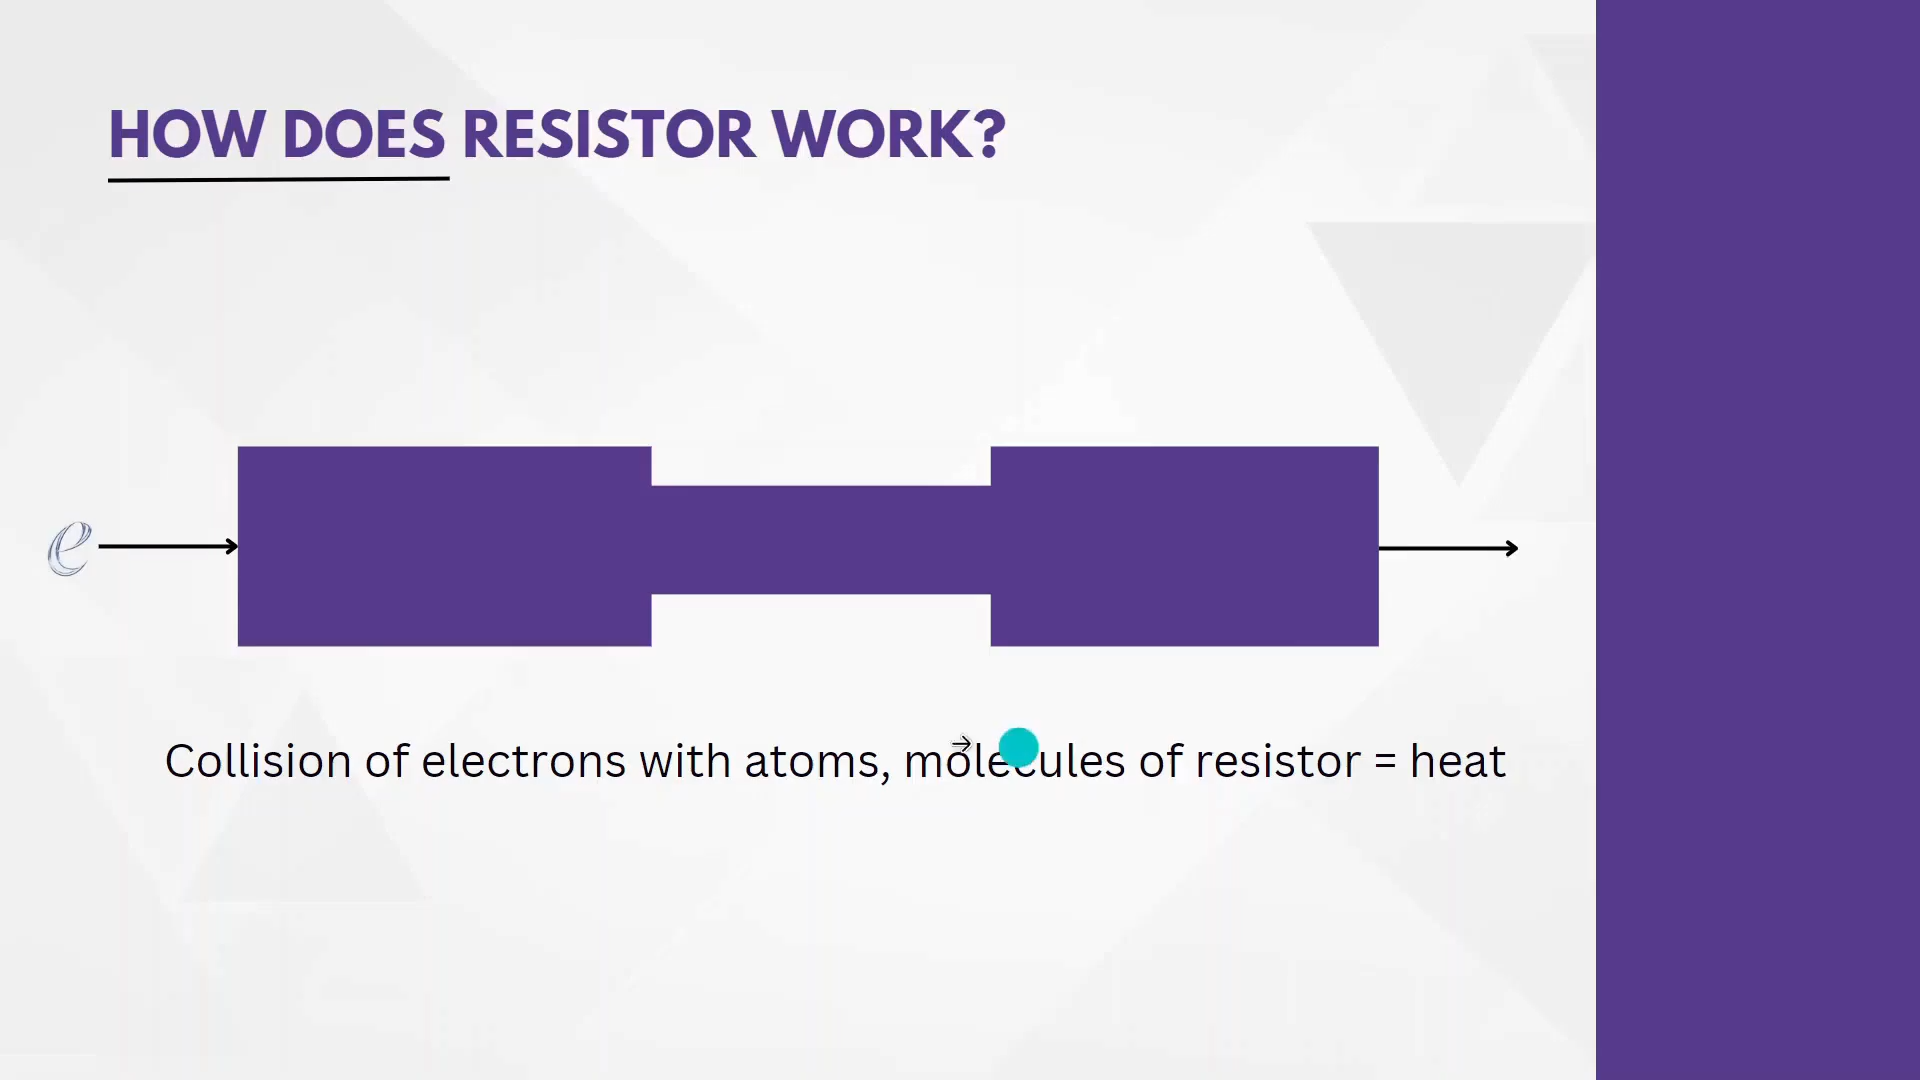 HOW DOES RESISTOR WORK?
e
Collision of electrons with atoms, molecules of resistor = heat